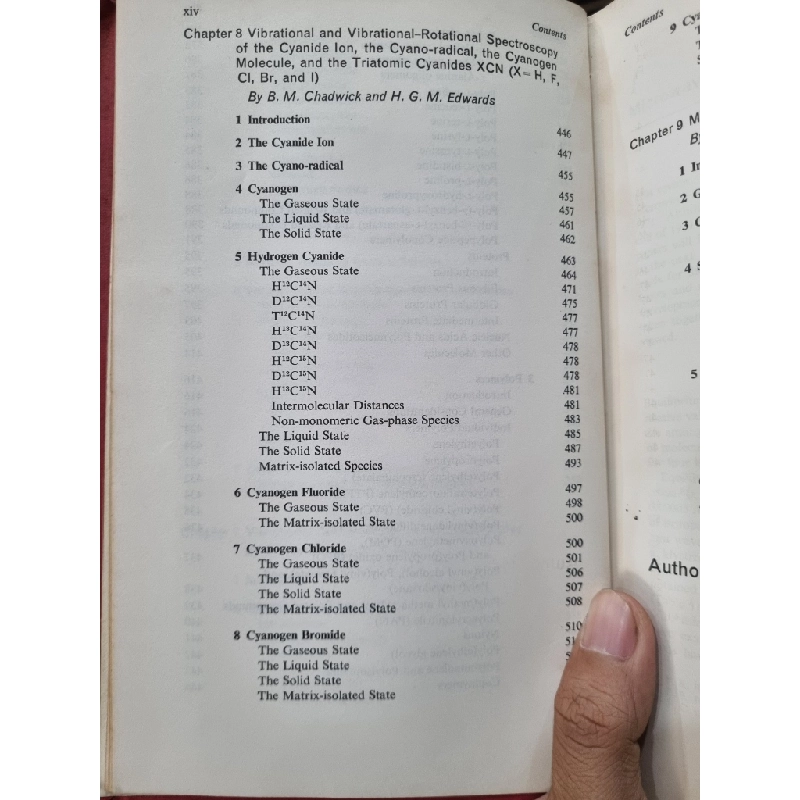 xiv
Contents
Chapter 8 Vibrational and Vibrational–Rotational Spectroscopy
of the Cyanide Ion, the Cyano-radical, the Cyanogen
Molecule, and the Triatomic Cyanides XCN (X = H, F,
Cl, Br, and I)
By B. M. Chadwick and H. G. M. Edwards
1 Introduction 446
2 The Cyanide Ion 447
3 The Cyano-radical 455
4 Cyanogen 455
The Gaseous State 457
The Liquid State 461
The Solid State 462
5 Hydrogen Cyanide 463
The Gaseous State 464
H¹²C¹⁴N 471
D¹²C¹⁴N 475
T¹²C¹⁴N 477
H¹³C¹⁴N 477
D¹³C¹⁴N 478
H¹²C¹⁵N 478
D¹²C¹⁵N 478
H¹³C¹⁵N 481
Intermolecular Distances 481
Non-monomeric Gas-phase Species 483
The Liquid State 485
The Solid State 487
Matrix-isolated Species 493
6 Cyanogen Fluoride 497
The Gaseous State 498
The Matrix-isolated State 500
7 Cyanogen Chloride 500
The Gaseous State 501
The Liquid State 506
The Solid State 507
The Matrix-isolated State 508
8 Cyanogen Bromide 510
The Gaseous State 51
The Liquid State
The Solid State
The Matrix-isolated State
Contents
9 Cy
Chapter 9 M
B
1 In
2 G
3
4
5
Autho